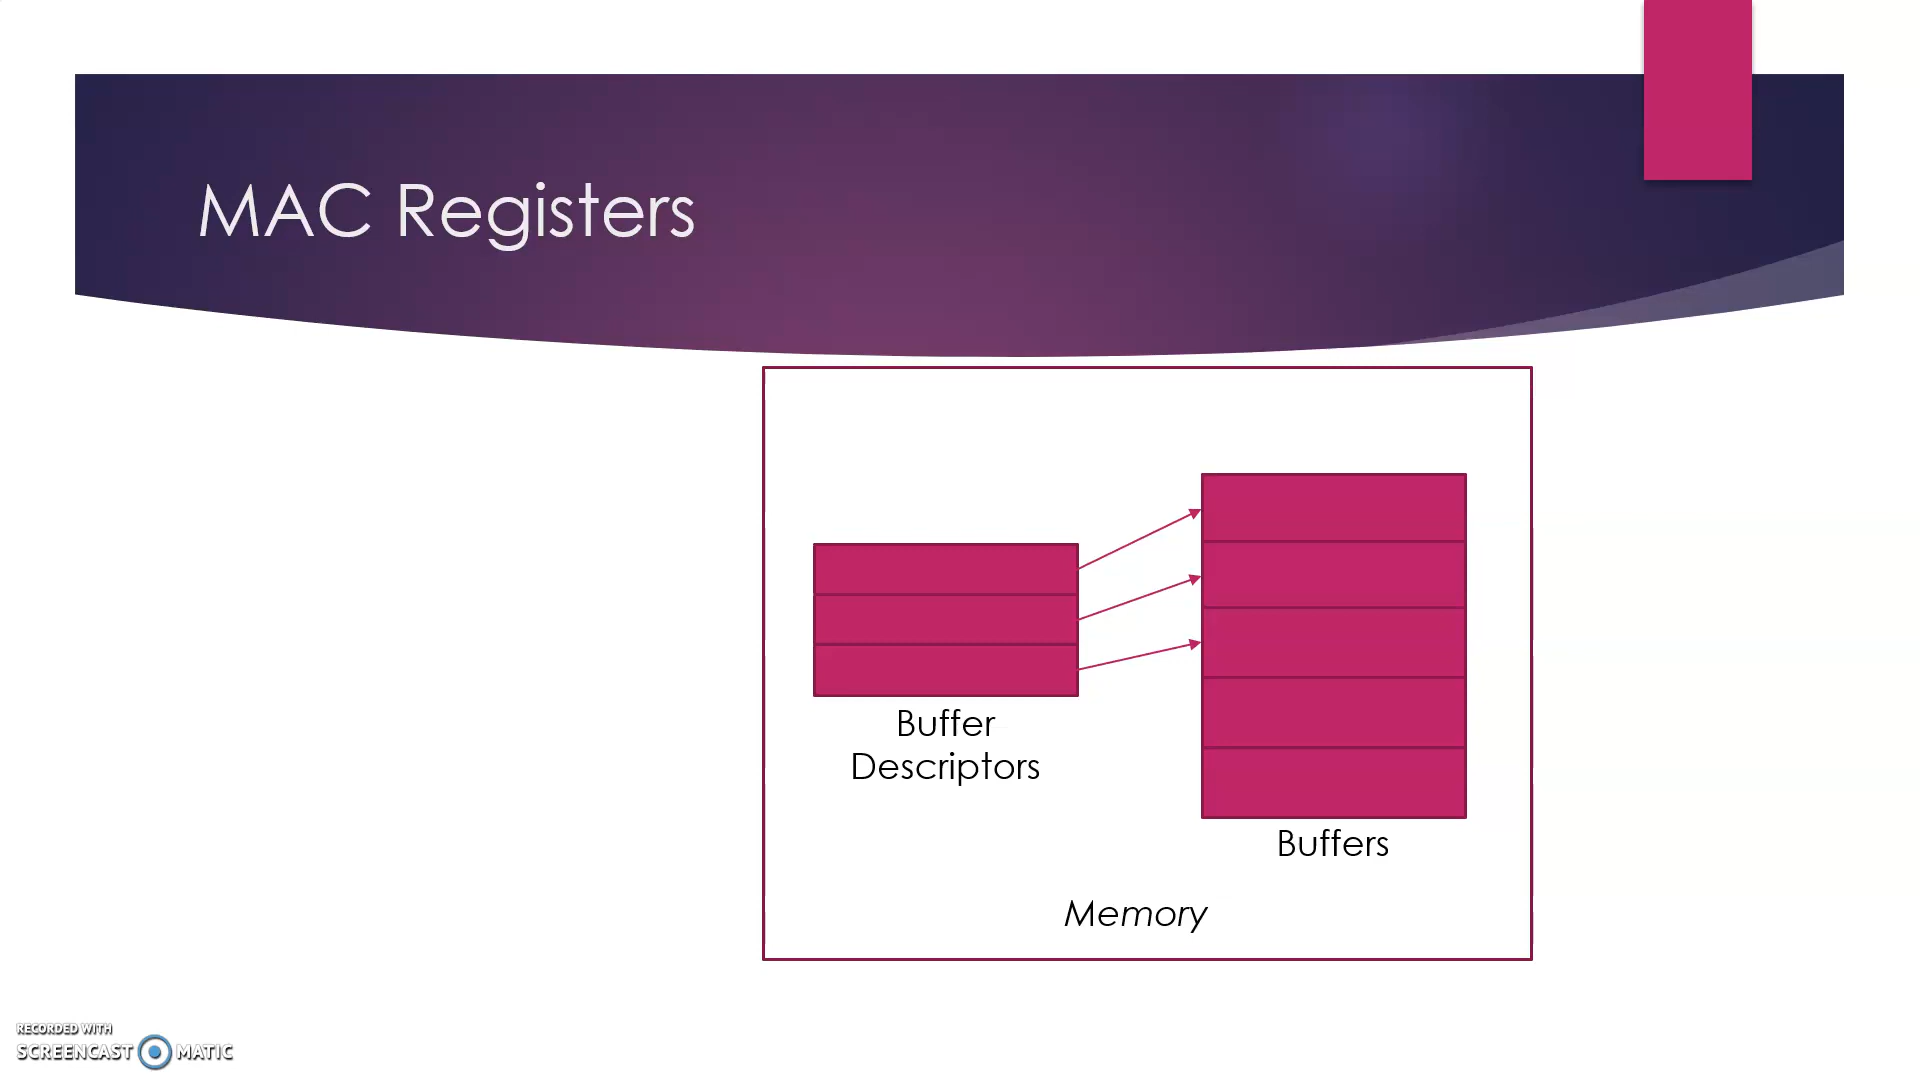 MAC Registers
Buffer
Descriptors
Buffers
Memory
RECORDED WITH
SCREENCAST MATIC